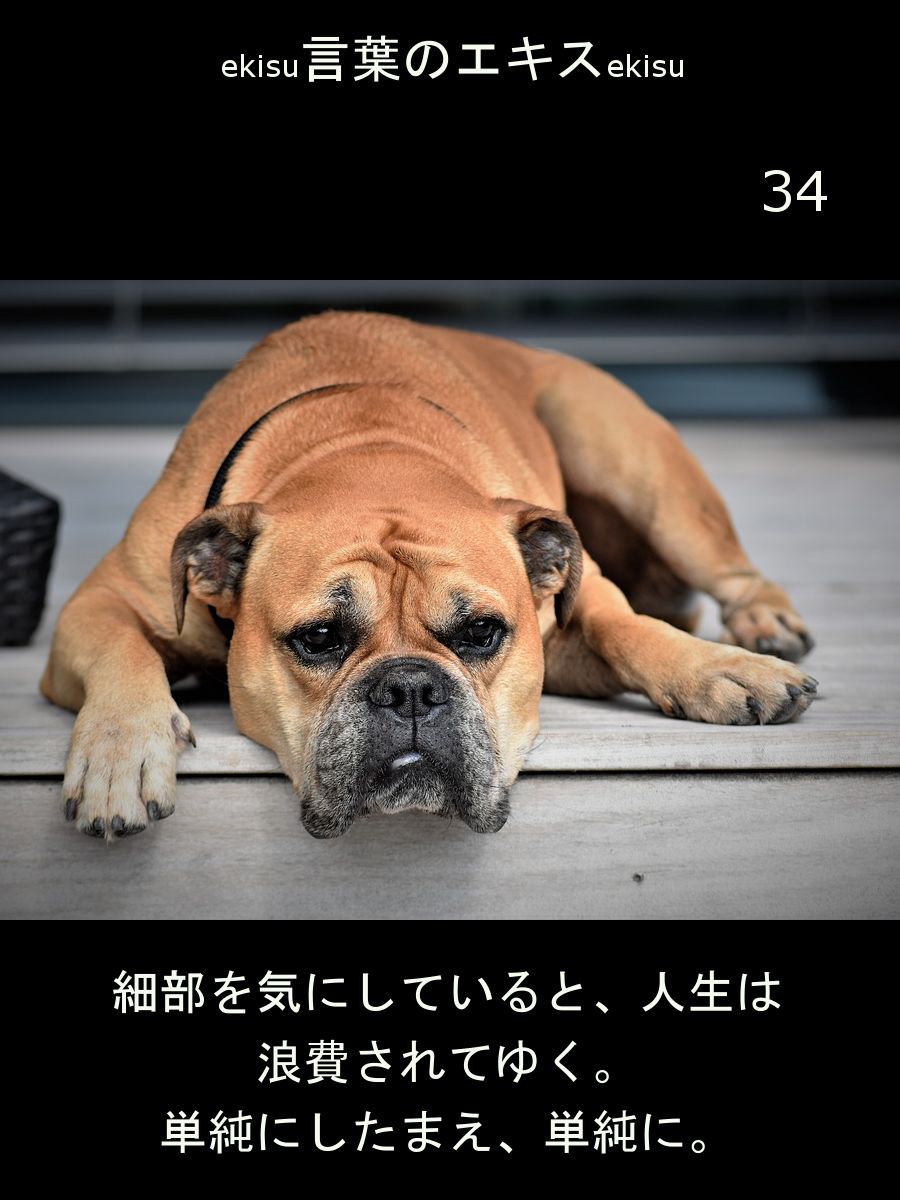 ekisu言葉のエキスekisu
34
細部を気にしていると、人生は
浪費されてゆく。
単純にしたまえ、単純に。